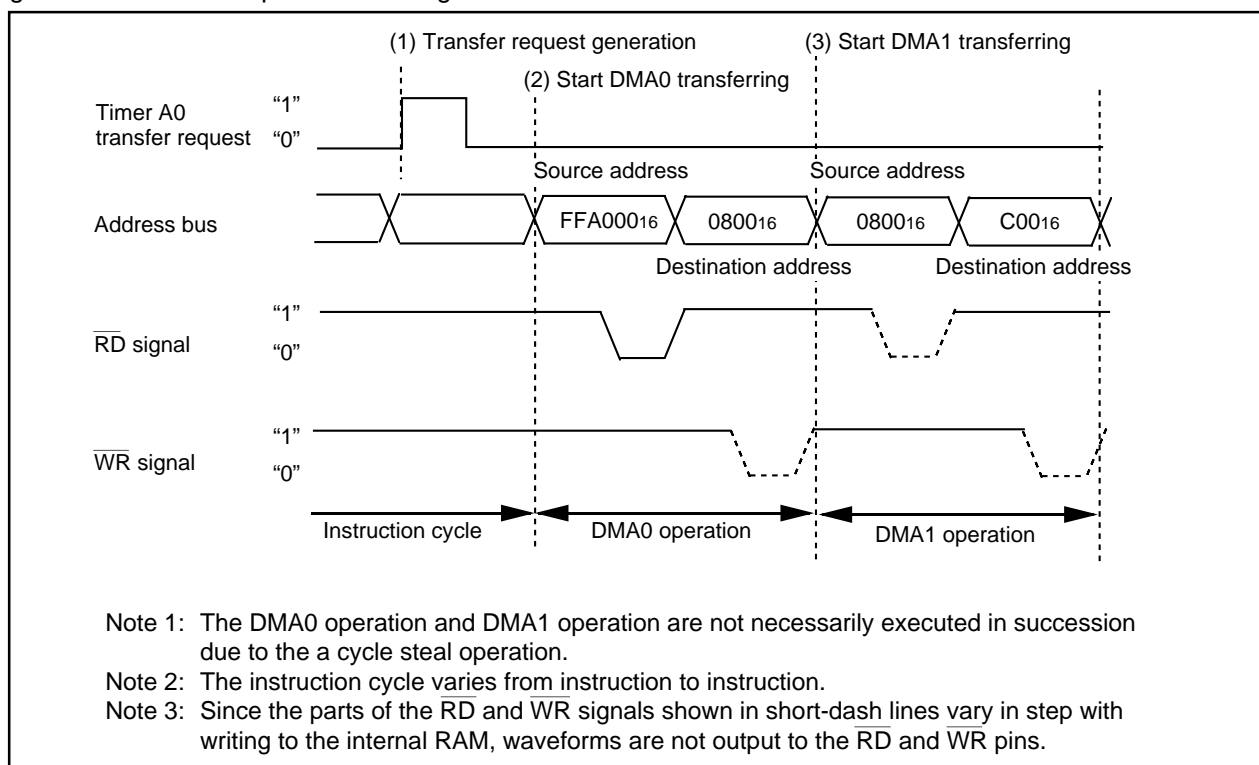 (1) Transfer request generation
(3) Start DMA1 transferring
(2) Start DMA0 transferring
Timer A0
transfer request
“1”
“0”
Source address
Source address
Address bus
FFA00016
080016
080016
C0016
Destination address
Destination address
RD signal
“1”
“0”
WR signal
“1”
“0”
Instruction cycle
DMA0 operation
DMA1 operation
Note 1: The DMA0 operation and DMA1 operation are not necessarily executed in succession
due to the a cycle steal operation.
Note 2: The instruction cycle varies from instruction to instruction.
Note 3: Since the parts of the RD and WR signals shown in short-dash lines vary in step with
writing to the internal RAM, waveforms are not output to the RD and WR pins.